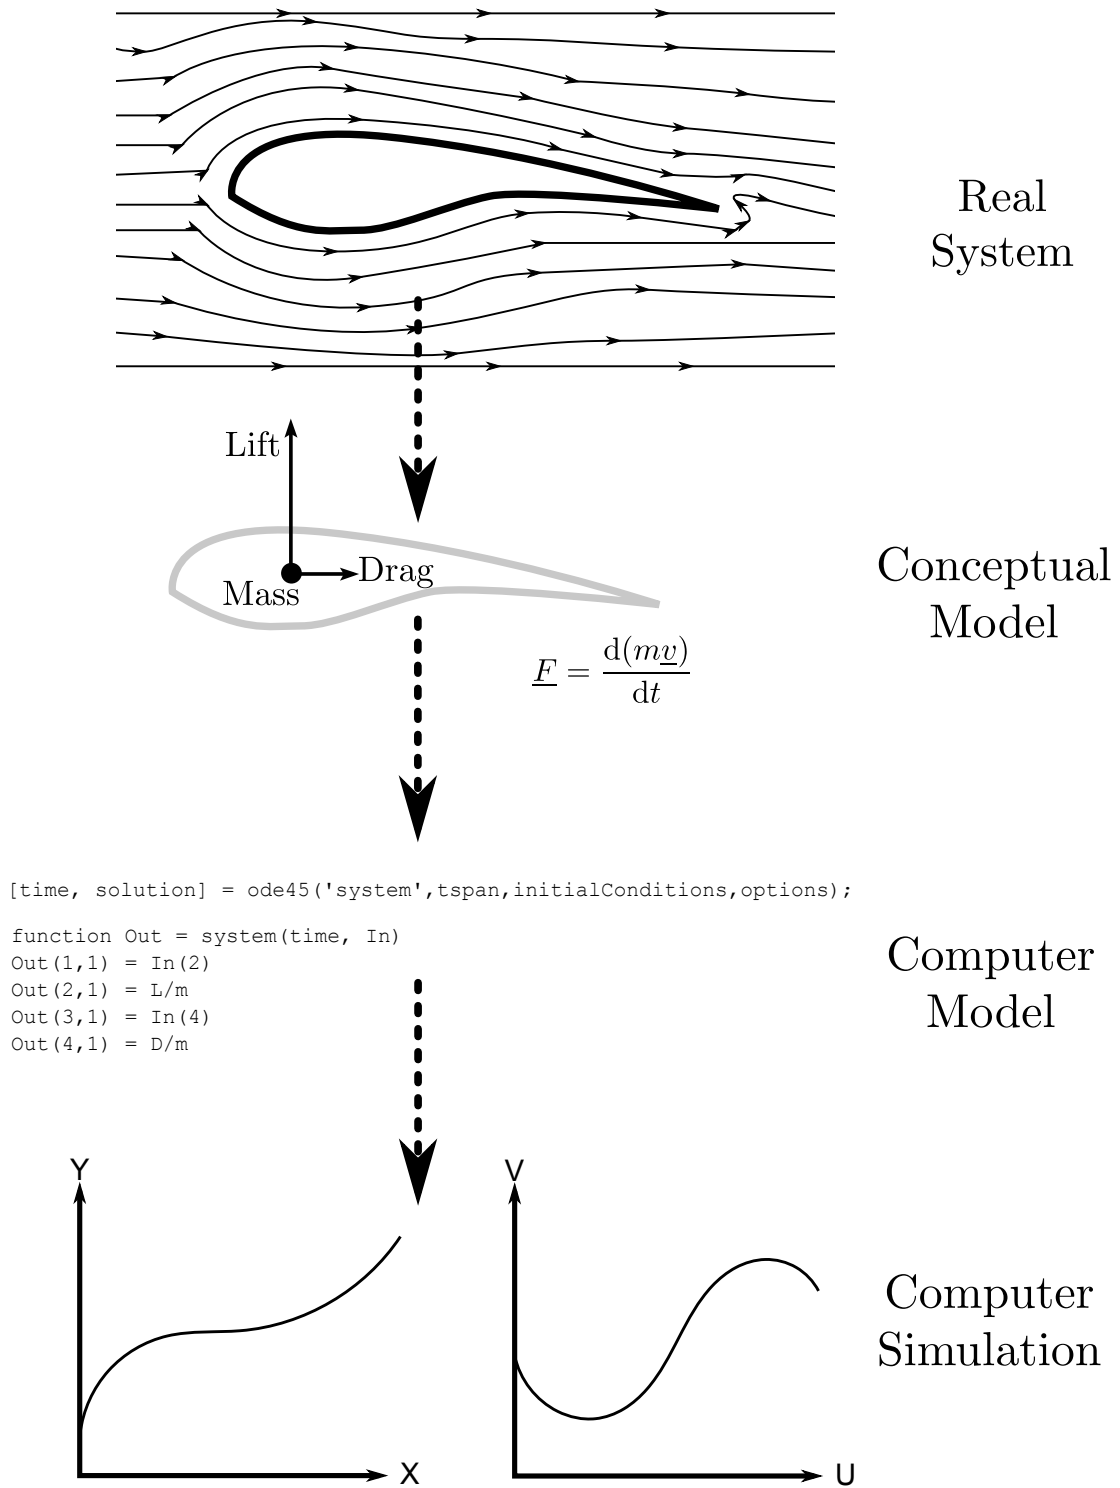 Real
System
Lift
Drag
Mass
Conceptual
Model
F = d(mv)/dt
[time, solution] = ode45('system',tspan,initialConditions,options);
function Out = system(time, In)
Out(1,1) = In(2)
Out(2,1) = L/m
Out(3,1) = In(4)
Out(4,1) = D/m
Computer
Model
Y
X
V
U
Computer
Simulation